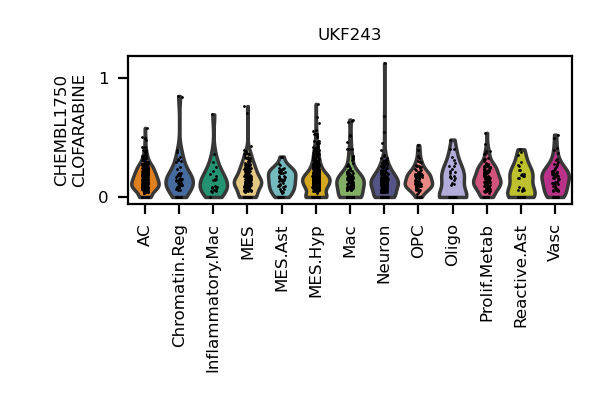 UKF243
CHEMBL1750
CLOFARABINE
1
0
AC
Chromatin.Reg
Inflammatory.Mac
MES
MES.Ast
MES.Hyp
Mac
Neuron
OPC
Oligo
Prolif.Metab
Reactive.Ast
Vasc